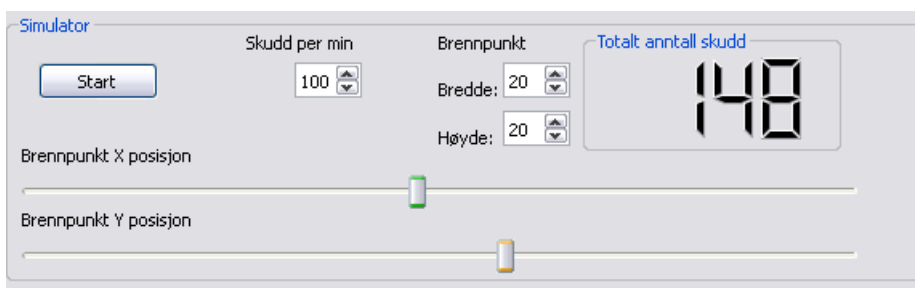 Simulator
Skudd per min
Brennpunkt
Totalt anntall skudd
Start
100
Bredde: 20
148
Høyde: 20
Brennpunkt X posisjon
Brennpunkt Y posisjon